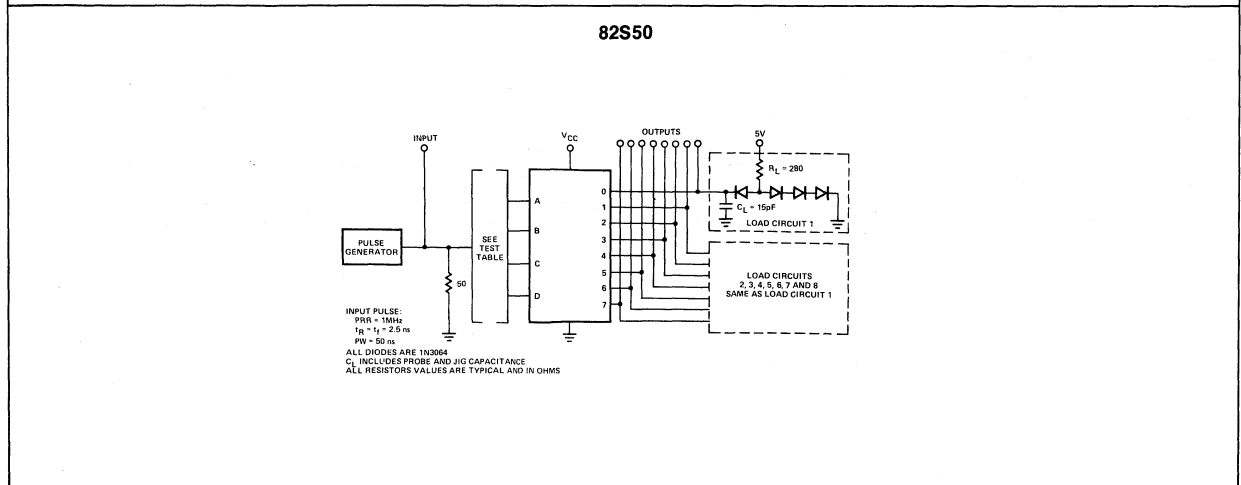 82S50
INPUT
VCC
OUTPUTS
5V
RL = 280
CL = 15pF
LOAD CIRCUIT 1
PULSE
GENERATOR
50
SEE
TEST
TABLE
A
B
C
D
0
1
2
3
4
5
6
7
LOAD CIRCUITS
2, 3, 4, 5, 6, 7 AND 8
SAME AS LOAD CIRCUIT 1
INPUT PULSE:
PRR = 1MHz
tR = tf = 2.5 ns
PW = 50 ns
ALL DIODES ARE 1N3064
CL INCLUDES PROBE AND JIG CAPACITANCE
ALL RESISTORS VALUES ARE TYPICAL AND IN OHMS